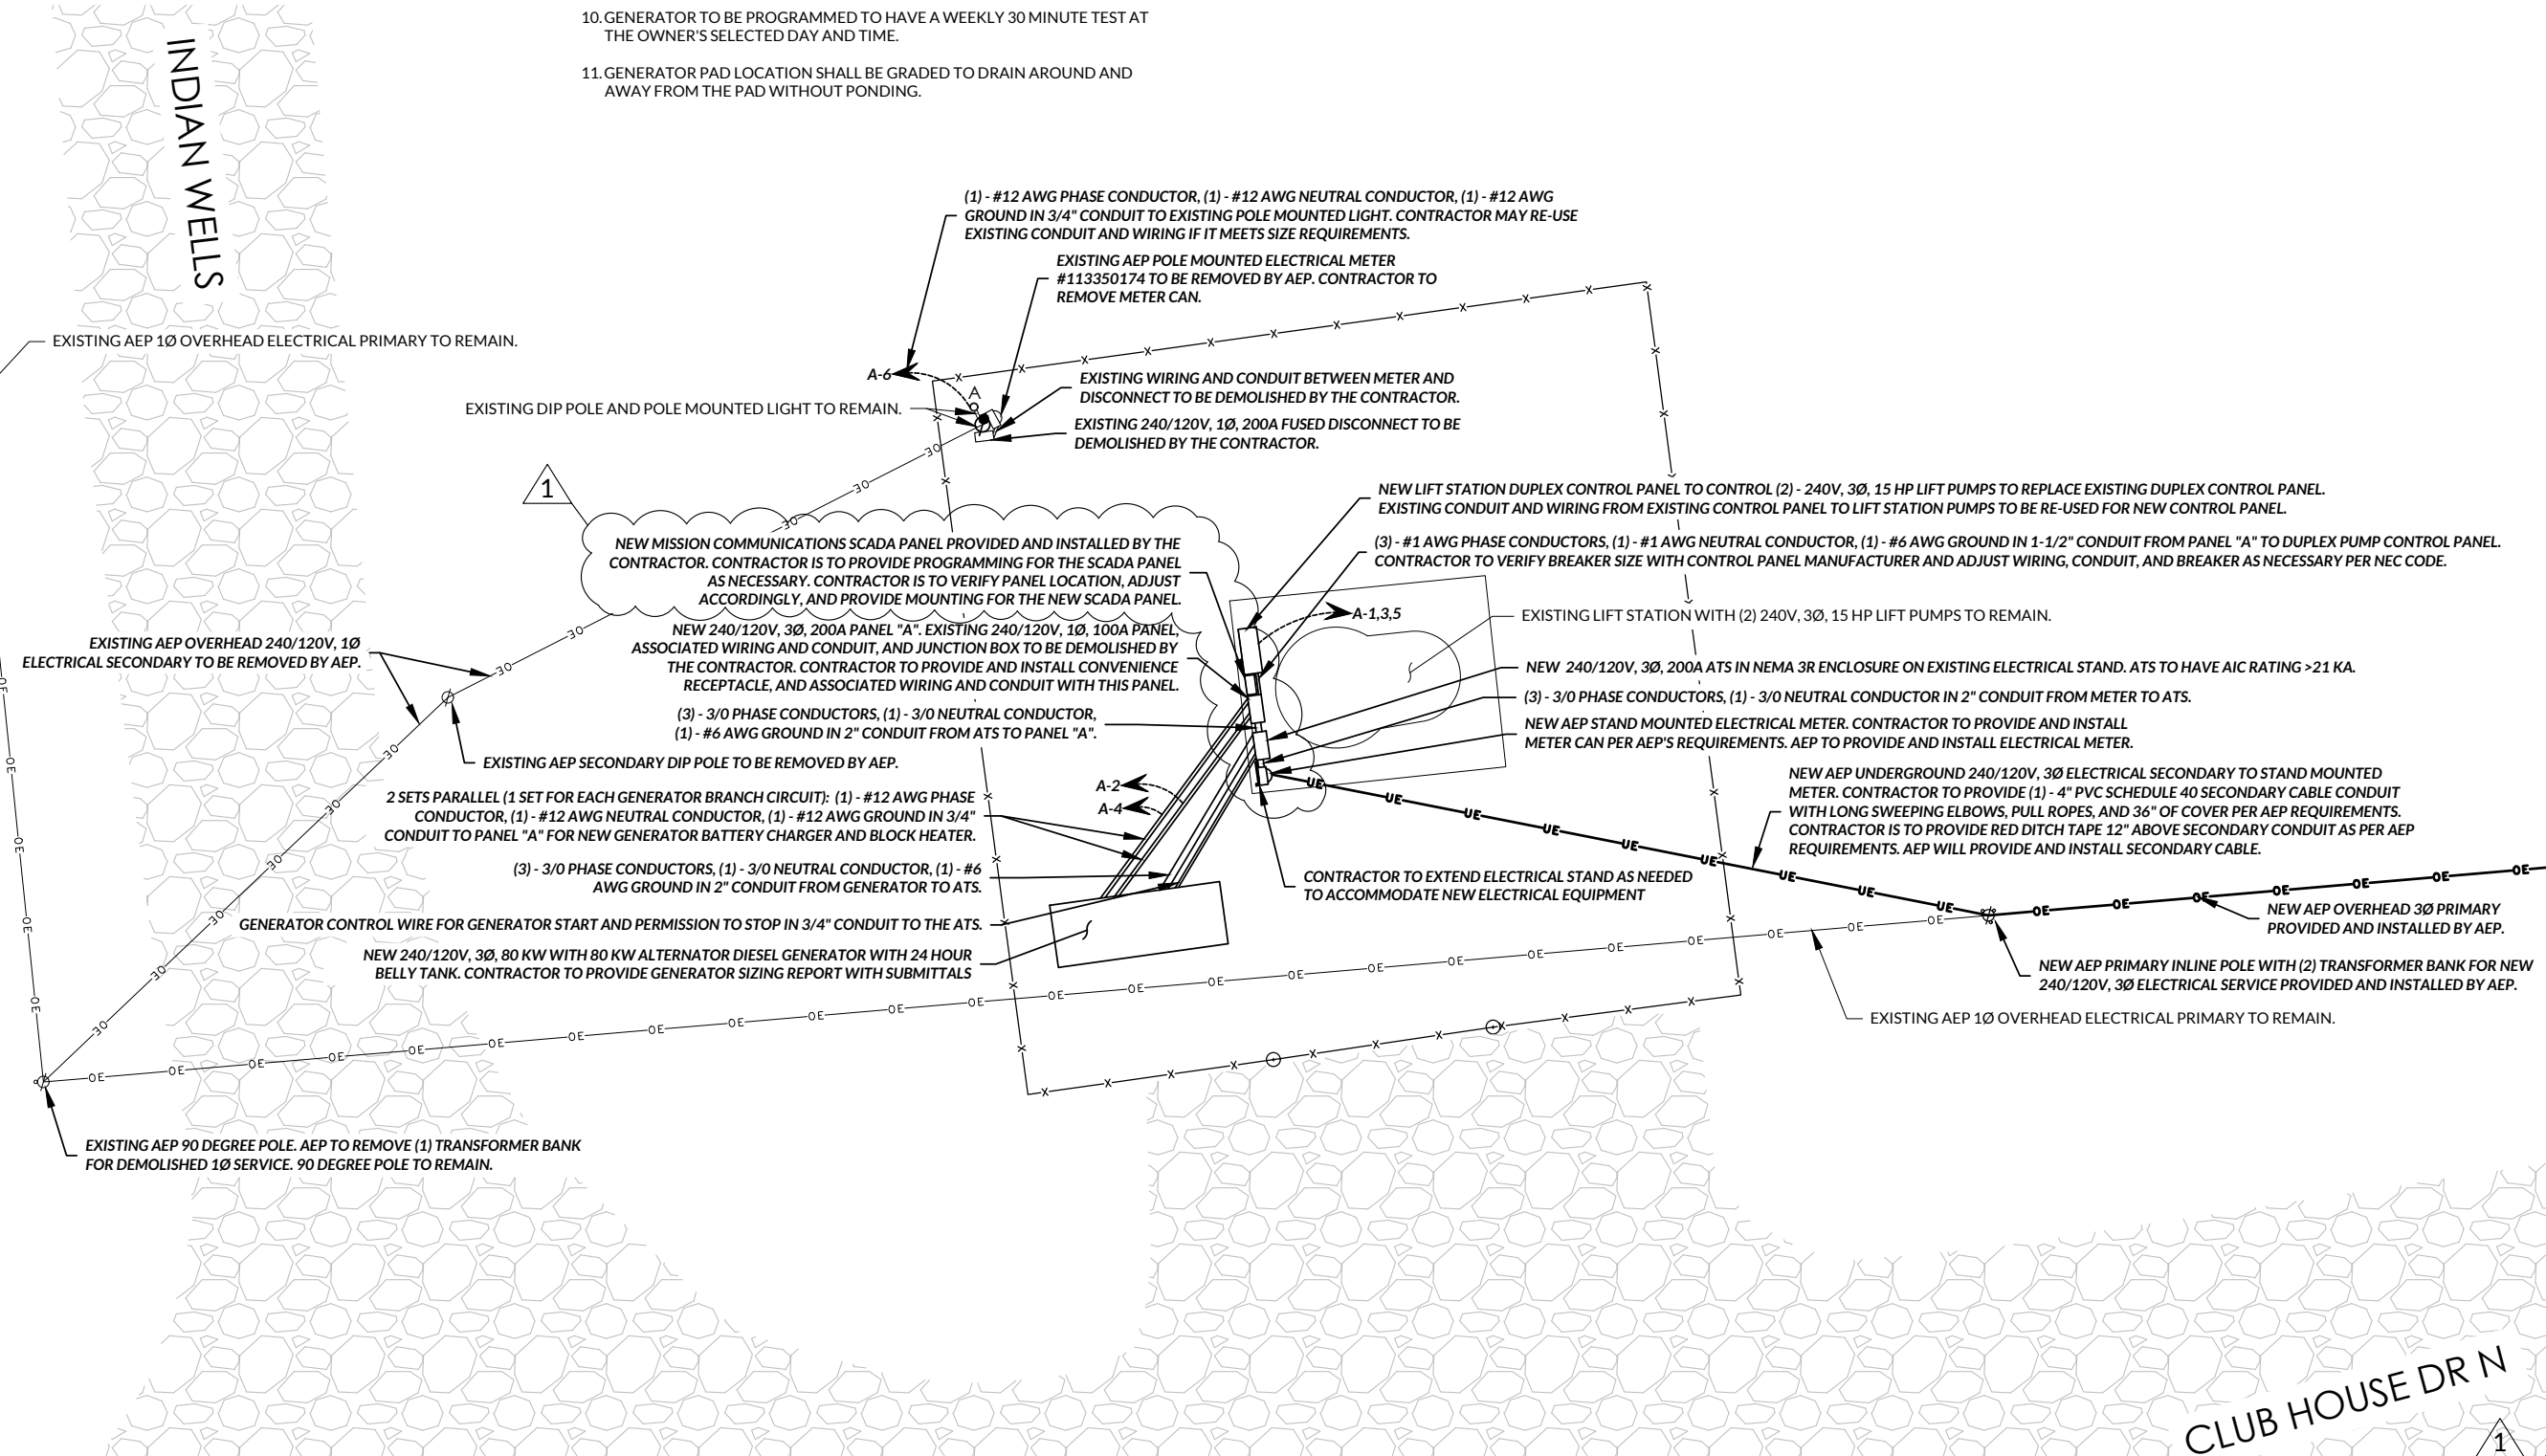 10. GENERATOR TO BE PROGRAMMED TO HAVE A WEEKLY 30 MINUTE TEST AT
THE OWNER'S SELECTED DAY AND TIME.
11. GENERATOR PAD LOCATION SHALL BE GRADED TO DRAIN AROUND AND
AWAY FROM THE PAD WITHOUT PONDING.
INDIAN WELLS
(1) - #12 AWG PHASE CONDUCTOR, (1) - #12 AWG NEUTRAL CONDUCTOR, (1) - #12 AWG
GROUND IN 3/4" CONDUIT TO EXISTING POLE MOUNTED LIGHT. CONTRACTOR MAY RE-USE
EXISTING CONDUIT AND WIRING IF IT MEETS SIZE REQUIREMENTS.
EXISTING AEP POLE MOUNTED ELECTRICAL METER
#113350174 TO BE REMOVED BY AEP. CONTRACTOR TO
REMOVE METER CAN.
EXISTING AEP 1Ø OVERHEAD ELECTRICAL PRIMARY TO REMAIN.
A-6
A
EXISTING WIRING AND CONDUIT BETWEEN METER AND
DISCONNECT TO BE DEMOLISHED BY THE CONTRACTOR.
EXISTING DIP POLE AND POLE MOUNTED LIGHT TO REMAIN.
EXISTING 240/120V, 1Ø, 200A FUSED DISCONNECT TO BE
DEMOLISHED BY THE CONTRACTOR.
1
NEW LIFT STATION DUPLEX CONTROL PANEL TO CONTROL (2) - 240V, 3Ø, 15 HP LIFT PUMPS TO REPLACE EXISTING DUPLEX CONTROL PANEL.
EXISTING CONDUIT AND WIRING FROM EXISTING CONTROL PANEL TO LIFT STATION PUMPS TO BE RE-USED FOR NEW CONTROL PANEL.
NEW MISSION COMMUNICATIONS SCADA PANEL PROVIDED AND INSTALLED BY THE
CONTRACTOR. CONTRACTOR IS TO PROVIDE PROGRAMMING FOR THE SCADA PANEL
AS NECESSARY. CONTRACTOR IS TO VERIFY PANEL LOCATION, ADJUST
ACCORDINGLY, AND PROVIDE MOUNTING FOR THE NEW SCADA PANEL.
(3) - #1 AWG PHASE CONDUCTORS, (1) - #1 AWG NEUTRAL CONDUCTOR, (1) - #6 AWG GROUND IN 1-1/2" CONDUIT FROM PANEL "A" TO DUPLEX PUMP CONTROL PANEL.
CONTRACTOR TO VERIFY BREAKER SIZE WITH CONTROL PANEL MANUFACTURER AND ADJUST WIRING, CONDUIT, AND BREAKER AS NECESSARY PER NEC CODE.
A-1,3,5
EXISTING LIFT STATION WITH (2) 240V, 3Ø, 15 HP LIFT PUMPS TO REMAIN.
NEW 240/120V, 3Ø, 200A PANEL "A". EXISTING 240/120V, 1Ø, 100A PANEL,
ASSOCIATED WIRING AND CONDUIT, AND JUNCTION BOX TO BE DEMOLISHED BY
THE CONTRACTOR. CONTRACTOR TO PROVIDE AND INSTALL CONVENIENCE
RECEPTACLE, AND ASSOCIATED WIRING AND CONDUIT WITH THIS PANEL.
EXISTING AEP OVERHEAD 240/120V, 1Ø
ELECTRICAL SECONDARY TO BE REMOVED BY AEP.
NEW 240/120V, 3Ø, 200A ATS IN NEMA 3R ENCLOSURE ON EXISTING ELECTRICAL STAND. ATS TO HAVE AIC RATING >21 KA.
(3) - 3/0 PHASE CONDUCTORS, (1) - 3/0 NEUTRAL CONDUCTOR IN 2" CONDUIT FROM METER TO ATS.
(3) - 3/0 PHASE CONDUCTORS, (1) - 3/0 NEUTRAL CONDUCTOR,
(1) - #6 AWG GROUND IN 2" CONDUIT FROM ATS TO PANEL "A".
NEW AEP STAND MOUNTED ELECTRICAL METER. CONTRACTOR TO PROVIDE AND INSTALL
METER CAN PER AEP'S REQUIREMENTS. AEP TO PROVIDE AND INSTALL ELECTRICAL METER.
EXISTING AEP SECONDARY DIP POLE TO BE REMOVED BY AEP.
NEW AEP UNDERGROUND 240/120V, 3Ø ELECTRICAL SECONDARY TO STAND MOUNTED
METER. CONTRACTOR TO PROVIDE (1) - 4" PVC SCHEDULE 40 SECONDARY CABLE CONDUIT
WITH LONG SWEEPING ELBOWS, PULL ROPES, AND 36" OF COVER PER AEP REQUIREMENTS.
CONTRACTOR IS TO PROVIDE RED DITCH TAPE 12" ABOVE SECONDARY CONDUIT AS PER AEP
REQUIREMENTS. AEP WILL PROVIDE AND INSTALL SECONDARY CABLE.
A-2
A-4
2 SETS PARALLEL (1 SET FOR EACH GENERATOR BRANCH CIRCUIT): (1) - #12 AWG PHASE
CONDUCTOR, (1) - #12 AWG NEUTRAL CONDUCTOR, (1) - #12 AWG GROUND IN 3/4"
CONDUIT TO PANEL "A" FOR NEW GENERATOR BATTERY CHARGER AND BLOCK HEATER.
(3) - 3/0 PHASE CONDUCTORS, (1) - 3/0 NEUTRAL CONDUCTOR, (1) - #6
AWG GROUND IN 2" CONDUIT FROM GENERATOR TO ATS.
CONTRACTOR TO EXTEND ELECTRICAL STAND AS NEEDED
TO ACCOMMODATE NEW ELECTRICAL EQUIPMENT
GENERATOR CONTROL WIRE FOR GENERATOR START AND PERMISSION TO STOP IN 3/4" CONDUIT TO THE ATS.
NEW AEP OVERHEAD 3Ø PRIMARY
PROVIDED AND INSTALLED BY AEP.
NEW 240/120V, 3Ø, 80 KW WITH 80 KW ALTERNATOR DIESEL GENERATOR WITH 24 HOUR
BELLY TANK. CONTRACTOR TO PROVIDE GENERATOR SIZING REPORT WITH SUBMITTALS
NEW AEP PRIMARY INLINE POLE WITH (2) TRANSFORMER BANK FOR NEW
240/120V, 3Ø ELECTRICAL SERVICE PROVIDED AND INSTALLED BY AEP.
EXISTING AEP 1Ø OVERHEAD ELECTRICAL PRIMARY TO REMAIN.
EXISTING AEP 90 DEGREE POLE. AEP TO REMOVE (1) TRANSFORMER BANK
FOR DEMOLISHED 1Ø SERVICE. 90 DEGREE POLE TO REMAIN.
CLUB HOUSE DR N
1